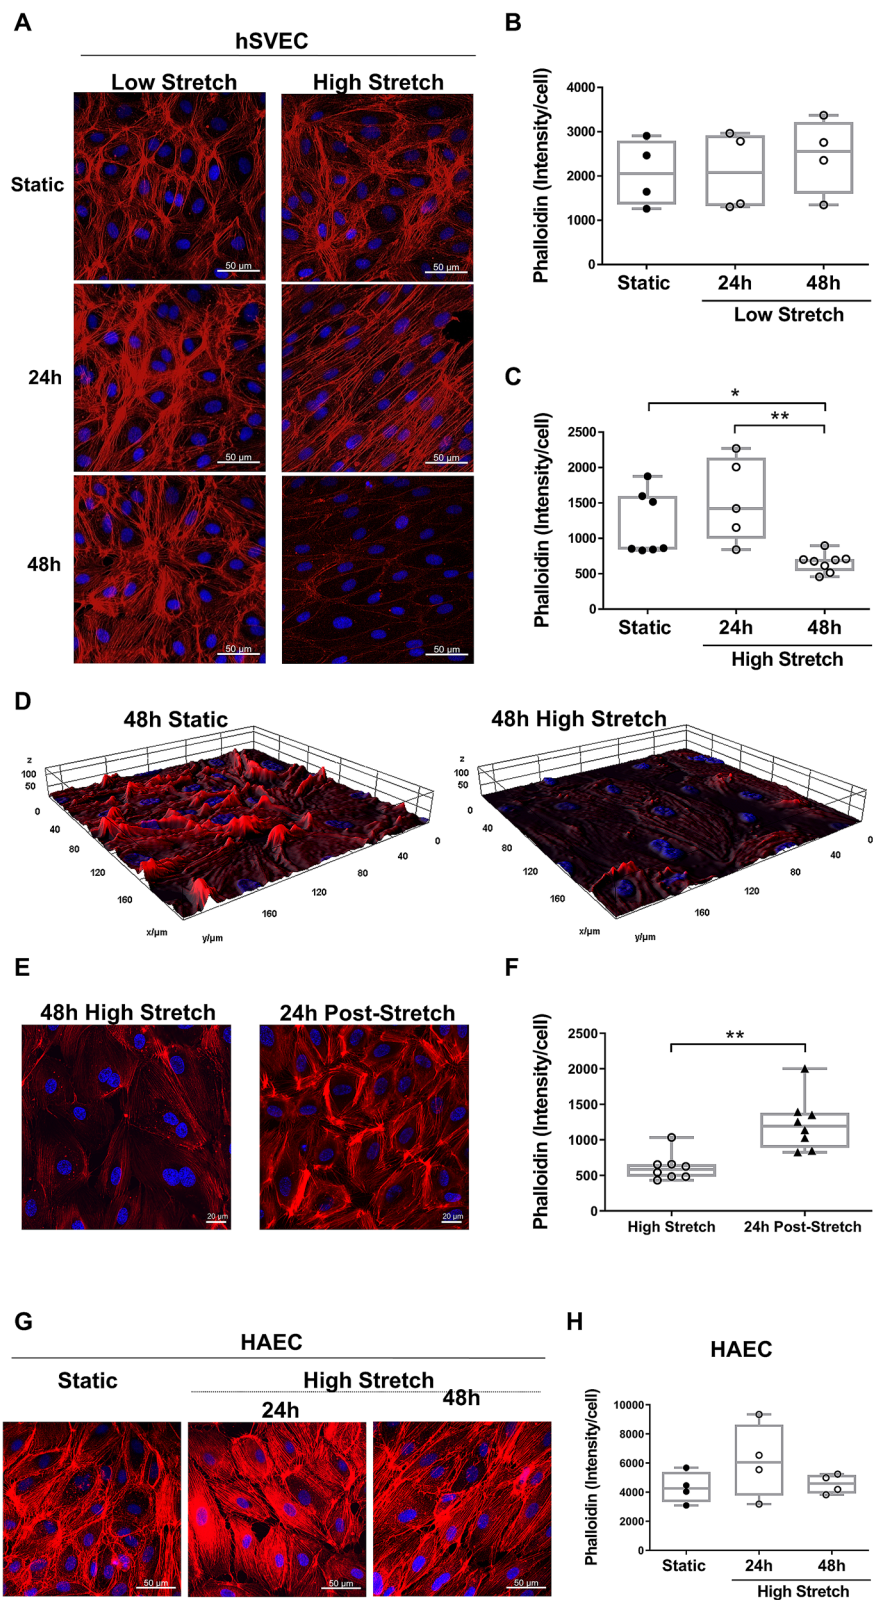 A
hSVEC
Low Stretch High Stretch
Static
50 µm 50 µm
24h
50 µm 50 µm
48h
50 µm 50 µm
B
Phalloidin (Intensity/cell)
4000
3000
2000
1000
0
Static 24h 48h
Low Stretch
C
Phalloidin (Intensity/cell)
* 
**
2500
2000
1500
1000
500
0
Static 24h 48h
High Stretch
D
48h Static
z
100
50
0
40
80
120
160
x/µm
y/µm
160
120
80
40
0
48h High Stretch
z
100
50
0
40
80
120
160
x/µm
y/µm
160
120
80
40
0
E
48h High Stretch 24h Post-Stretch
20 µm 20 µm
F
Phalloidin (Intensity/cell)
**
2500
2000
1500
1000
500
0
High Stretch 24h Post-Stretch
G
HAEC
Static High Stretch
24h 48h
50 µm 50 µm 50 µm
H
HAEC
Phalloidin (Intensity/cell)
10000
8000
6000
4000
2000
0
Static 24h 48h
High Stretch